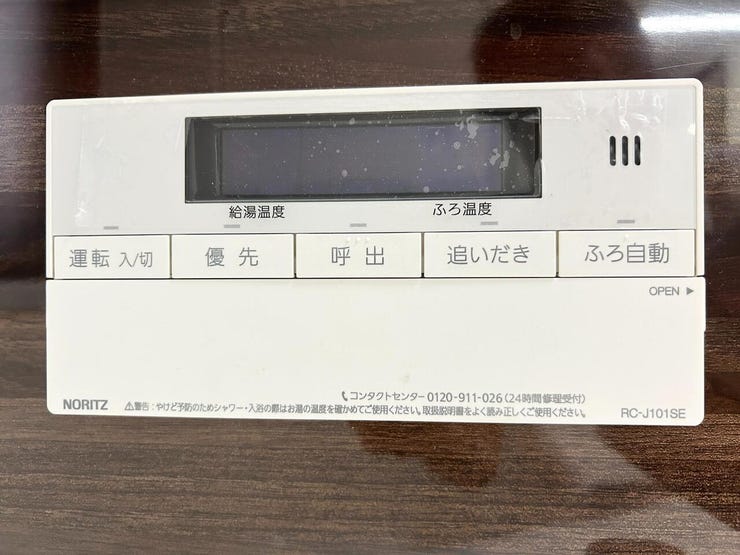 給湯温度 ふろ温度
運転 入/切 優先 呼出 追いだき ふろ自動
OPEN ▶
コンタクトセンター 0120-911-026 (24時間修理受付)
NORITZ ⚠警告：やけど予防のためシャワー・入浴の際はお湯の温度を確かめてご使用ください。取扱説明書をよく読み正しくご使用ください。 RC-J101SE